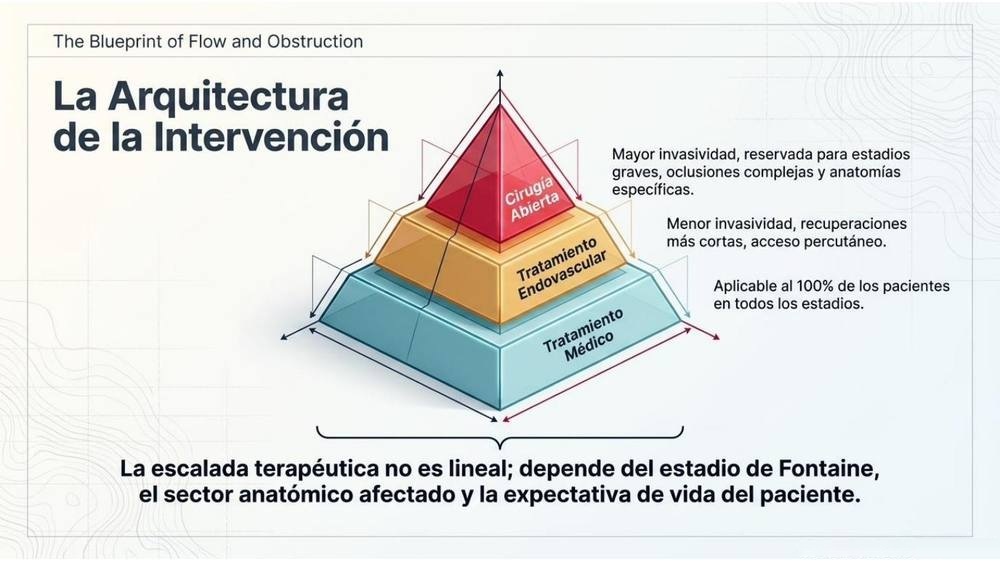 The Blueprint of Flow and Obstruction
La Arquitectura
de la Intervención
Cirugía
Abierta
Mayor invasividad, reservada para estadios
graves, oclusiones complejas y anatomías
específicas.
Tratamiento
Endovascular
Menor invasividad, recuperaciones
más cortas, acceso percutáneo.
Tratamiento
Médico
Aplicable al 100% de los pacientes
en todos los estadios.
La escalada terapéutica no es lineal; depende del estadio de Fontaine,
el sector anatómico afectado y la expectativa de vida del paciente.